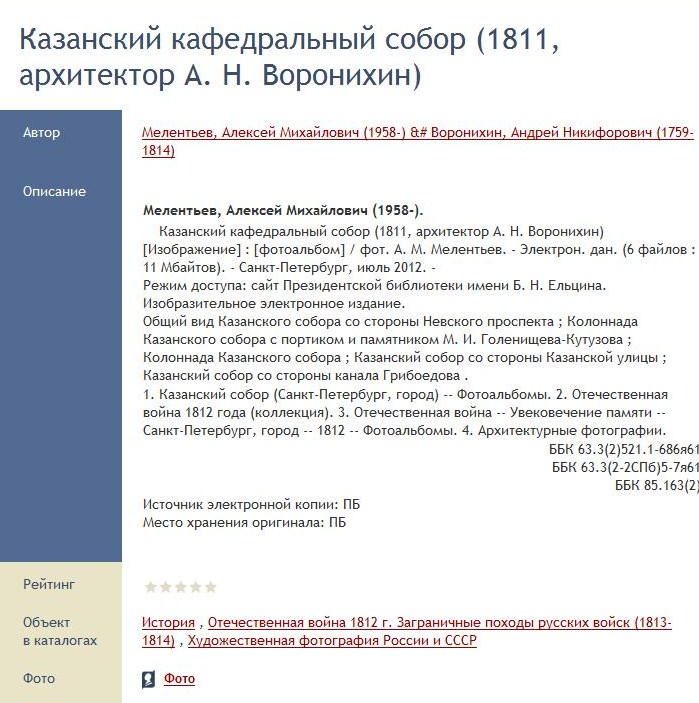 Казанский кафедральный собор (1811,
архитектор А. Н. Воронихин)
Автор
Мелентьев, Алексей Михайлович (1958-) &# Воронихин, Андрей Никифорович (1759-
1814)
Описание
Мелентьев, Алексей Михайлович (1958-).
Казанский кафедральный собор (1811, архитектор А. Н. Воронихин)
[Изображение] : [фотоальбом] / фот. А. М. Мелентьев. - Электрон. дан. (6 файлов :
11 Мбайтов). - Санкт-Петербург, июль 2012. -
Режим доступа: сайт Президентской библиотеки имени Б. Н. Ельцина.
Изобразительное электронное издание.
Общий вид Казанского собора со стороны Невского проспекта ; Колоннада
Казанского собора с портиком и памятником М. И. Голенищева-Кутузова ;
Колоннада Казанского собора ; Казанский собор со стороны Казанской улицы ;
Казанский собор со стороны канала Грибоедова .
1. Казанский собор (Санкт-Петербург, город) -- Фотоальбомы. 2. Отечественная
война 1812 года (коллекция). 3. Отечественная война -- Увековечение памяти --
Санкт-Петербург, город -- 1812 -- Фотоальбомы. 4. Архитектурные фотографии.
ББК 63.3(2)521.1-686я61
ББК 63.3(2-2СПб)5-7я61
ББК 85.163(2)
Источник электронной копии: ПБ
Место хранения оригинала: ПБ
Рейтинг
Объект
в каталогах
История , Отечественная война 1812 г. Заграничные походы русских войск (1813-
1814) , Художественная фотография России и СССР
Фото
Фото